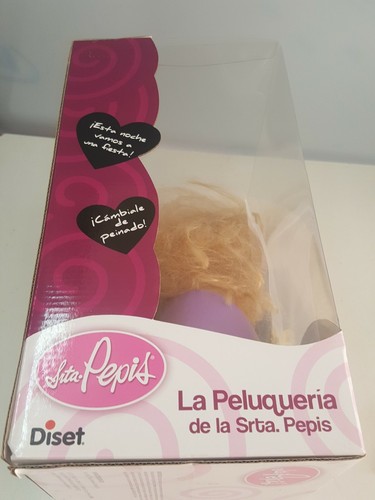 ¡Esta noche
vamos a
una fiesta!
¡Cámbiale
de
peinado!
Srta. Pepis
Diset
La Peluquería
de la Srta. Pepis